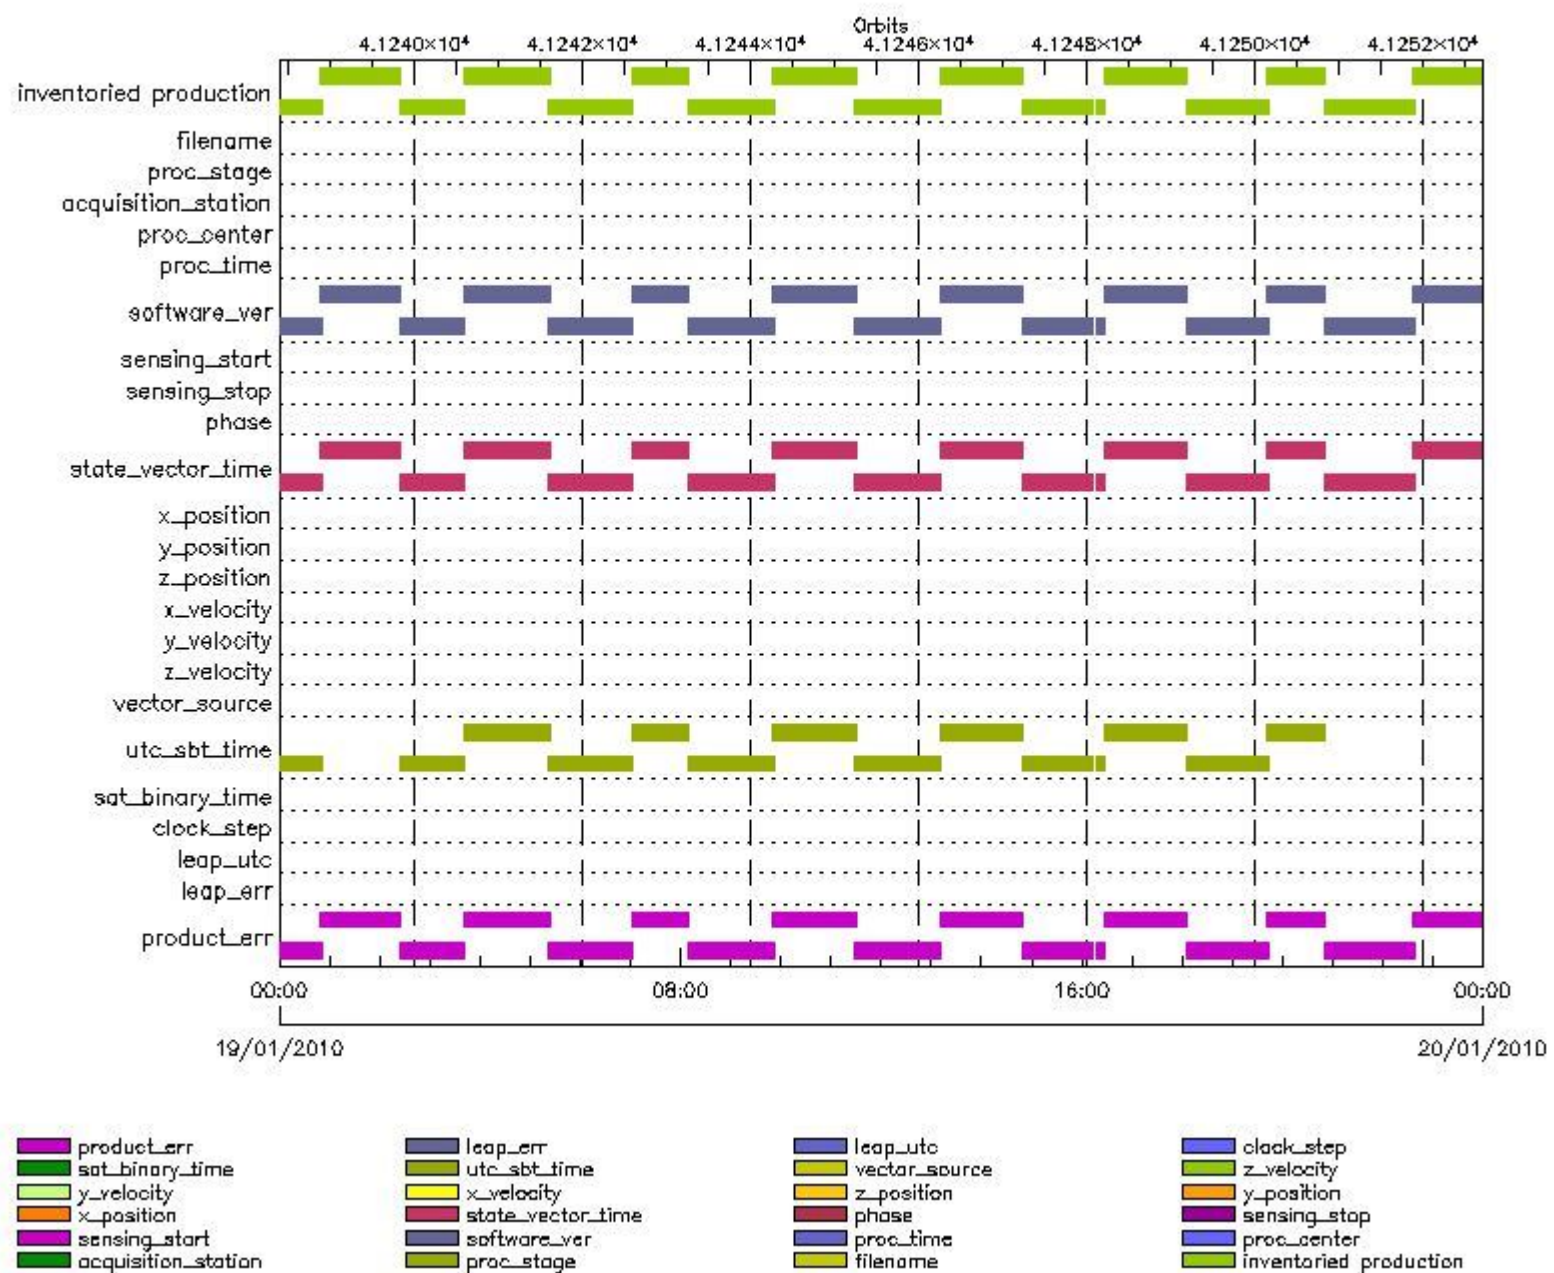 Orbits
4.1240×10⁴ 4.1242×10⁴ 4.1244×10⁴ 4.1246×10⁴ 4.1248×10⁴ 4.1250×10⁴ 4.1252×10⁴
inventoried production
filename
proc_stage
acquisition_station
proc_center
proc_time
software_ver
sensing_start
sensing_stop
phase
state_vector_time
x_position
y_position
z_position
x_velocity
y_velocity
z_velocity
vector_source
utc_sbt_time
sat_binary_time
clock_step
leap_utc
leap_err
product_err
00:00 08:00 16:00 00:00
19/01/2010 20/01/2010
product_err leap_err leap_utc clock_step
sat_binary_time utc_sbt_time vector_source z_velocity
y_velocity x_velocity z_position y_position
x_position state_vector_time phase sensing_stop
sensing_start software_ver proc_time proc_center
acquisition_station proc_stage filename inventoried production